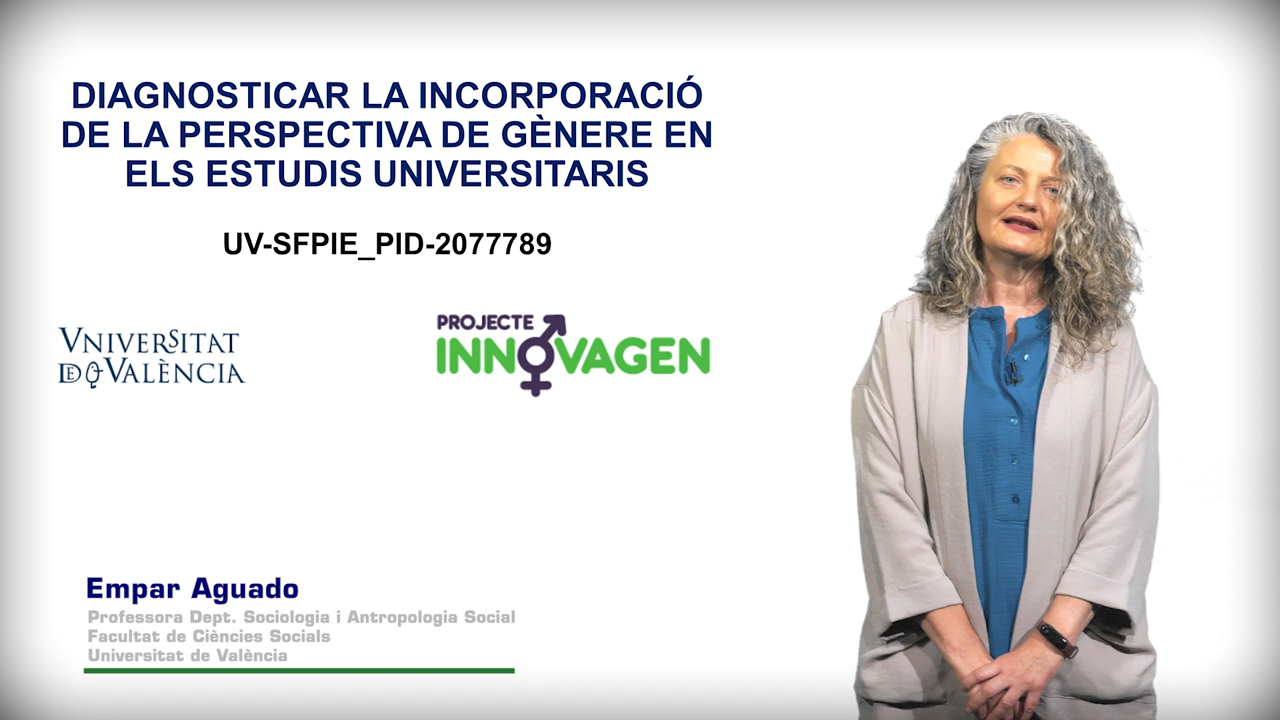 DIAGNOSTICAR LA INCORPORACIÓ
DE LA PERSPECTIVA DE GÈNERE EN
ELS ESTUDIS UNIVERSITARIS
UV-SFPIE_PID-2077789
VNIVERSITAT
DE VALÈNCIA
PROJECTE
INNOVAGEN
Empar Aguado
Professora Dept. Sociologia i Antropologia Social
Facultat de Ciències Socials
Universitat de València